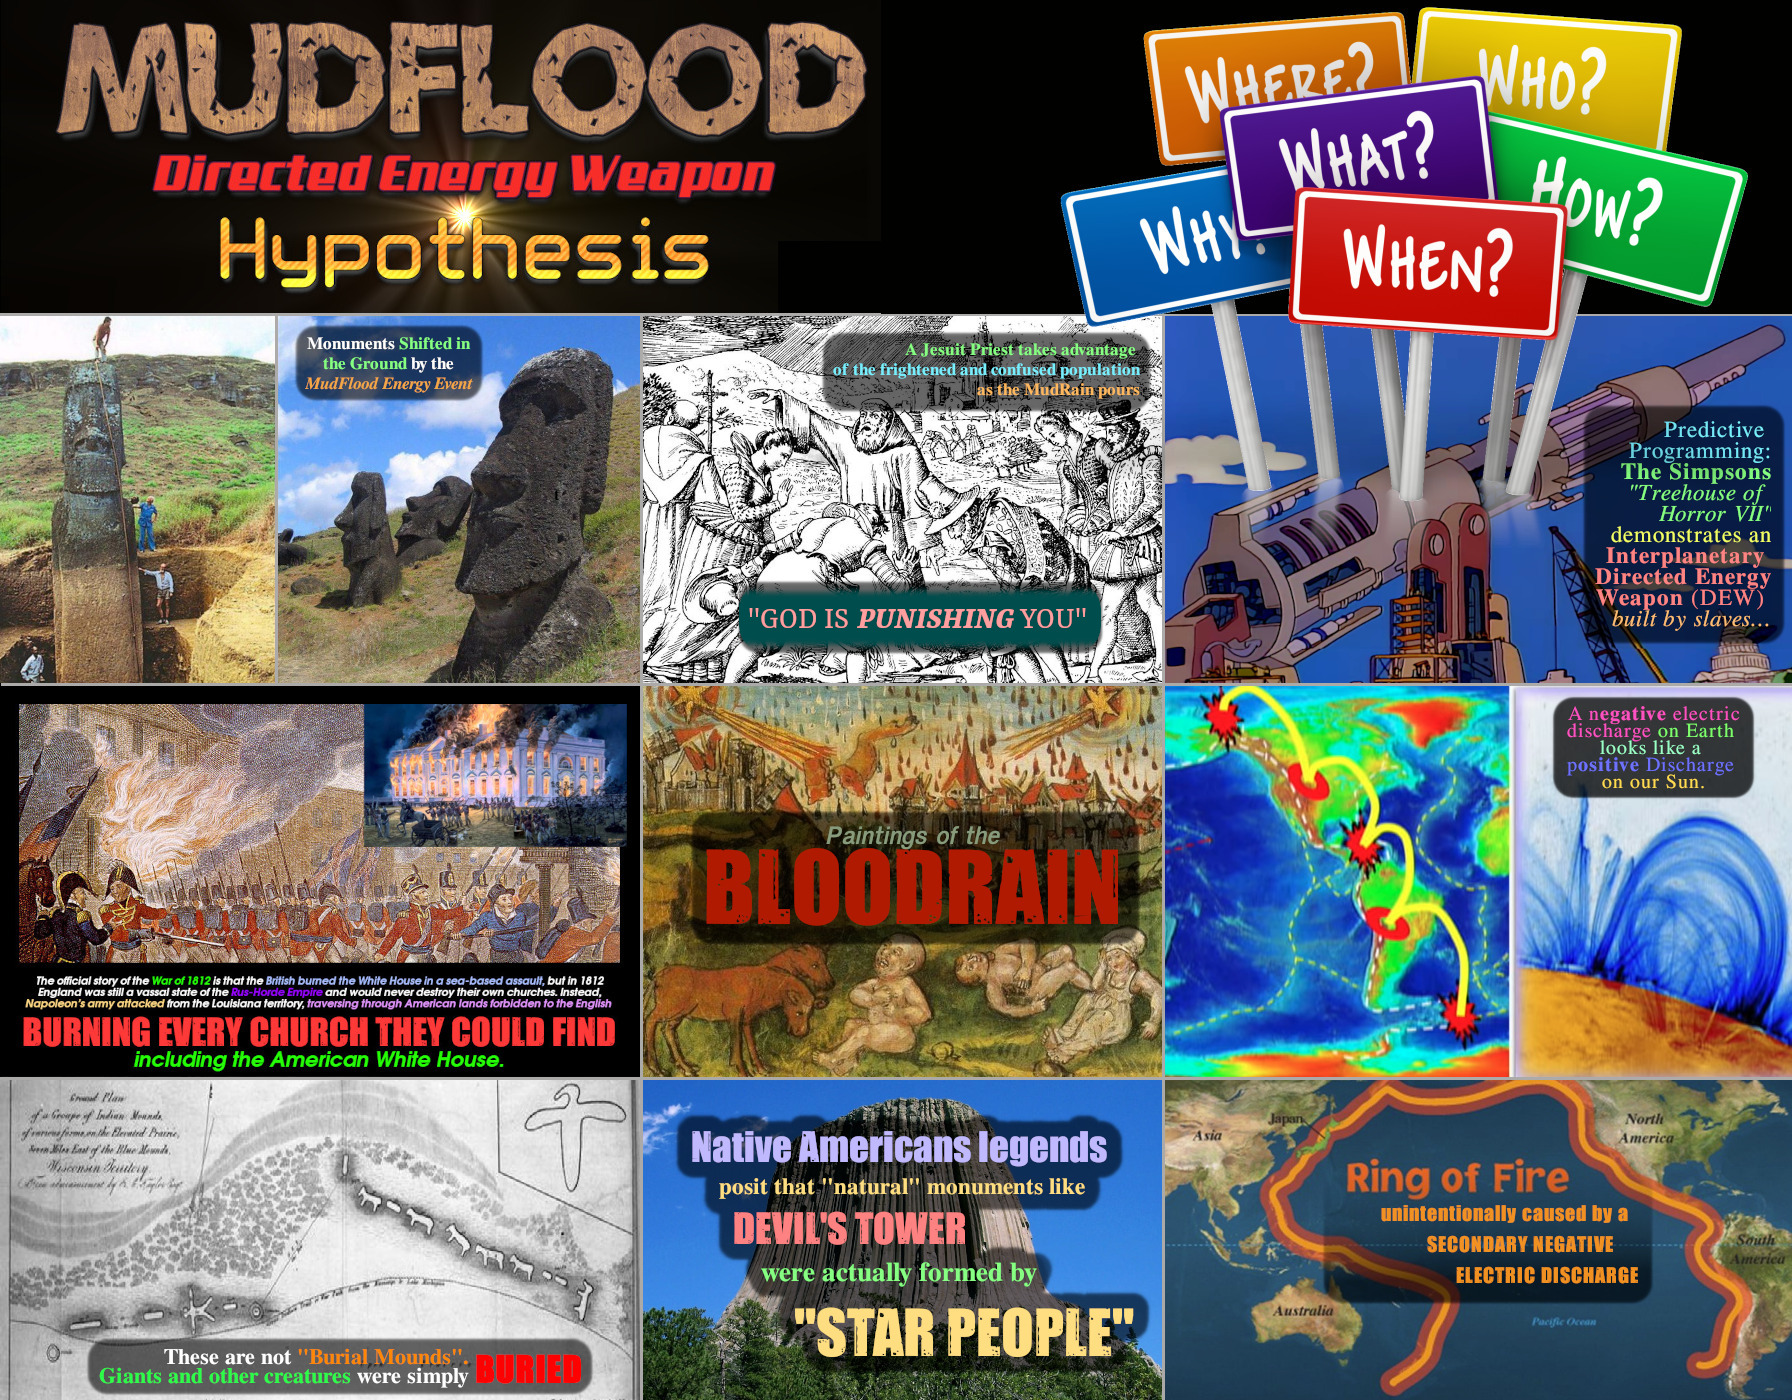 MUDFLOOD
Directed Energy Weapon
Hypothesis
WHERE?
WHO?
WHAT?
HOW?
WHY?
WHEN?
Monuments Shifted in
the Ground by the
MudFlood Energy Event
A Jesuit Priest takes advantage
of the frightened and confused population
as the MudRain pours
"GOD IS PUNISHING YOU"
Predictive
Programming:
The Simpsons
"Treehouse of
Horror VII"
demonstrates an
Interplanetary
Directed Energy
Weapon (DEW)
built by slaves...
The official story of the War of 1812 is that the British burned the White House in a sea-based assault, but in 1812
England was still a vassal state of the Rus-Horde Empire and would never destroy their own churches. Instead,
Napoleon's army attacked from the Louisiana territory, traversing through American lands forbidden to the English
BURNING EVERY CHURCH THEY COULD FIND
including the American White House.
Paintings of the
BLOODRAIN
A negative electric
discharge on Earth
looks like a
positive Discharge
on our Sun.
Ground Plan
of a Groupe of Indian Mounds,
of various forms, on the Elevated Prairie,
Seven Miles East of the Blue Mounds,
Wisconsin Territory.
These are not "Burial Mounds".
Giants and other creatures were simply BURIED
Native Americans legends
posit that "natural" monuments like
DEVIL'S TOWER
were actually formed by
"STAR PEOPLE"
Asia
Japan
North
America
Ring of Fire
unintentionally caused by a
SECONDARY NEGATIVE
ELECTRIC DISCHARGE
South
America
Australia
Pacific Ocean